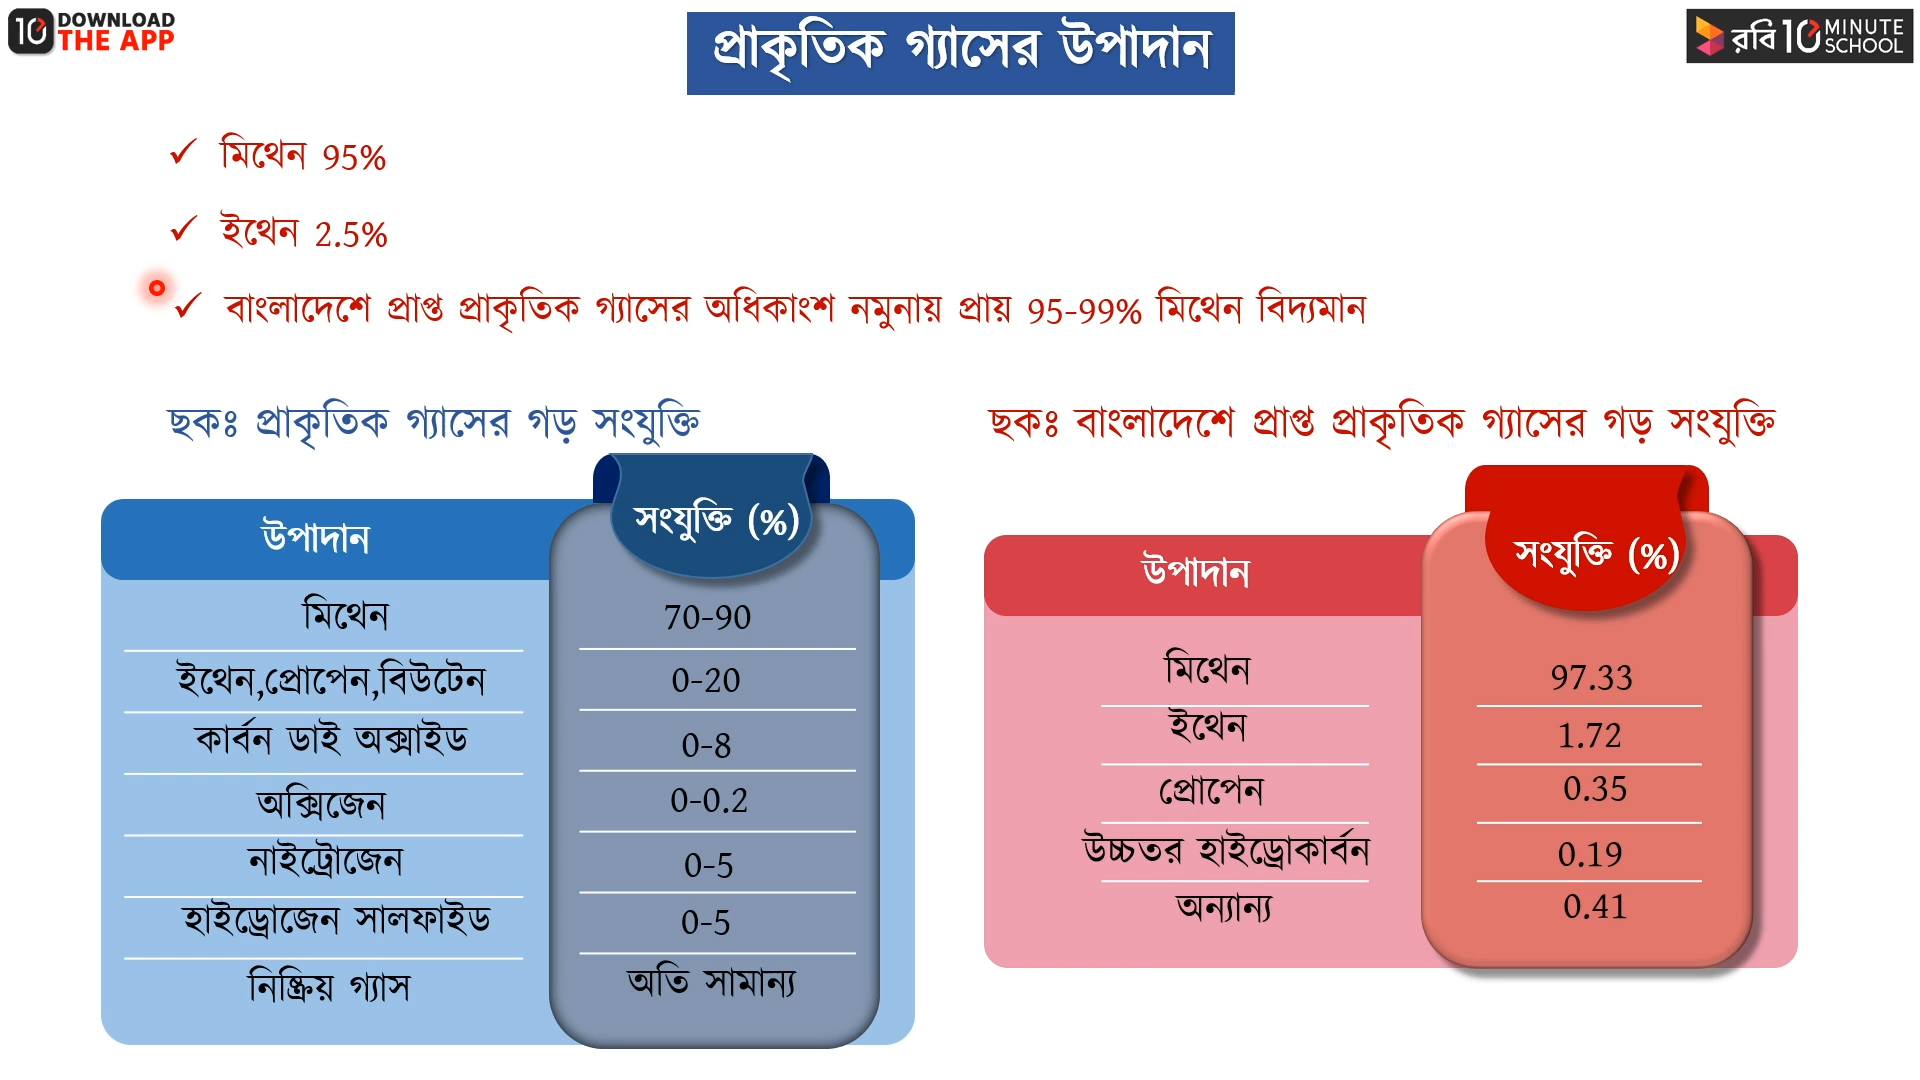 DOWNLOAD
THE APP
প্রাকৃতিক গ্যাসের উপাদান
রবি 10 MINUTE SCHOOL
মিথেন 95%
ইথেন 2.5%
বাংলাদেশে প্রাপ্ত প্রাকৃতিক গ্যাসের অধিকাংশ নমুনায় প্রায় 95-99% মিথেন বিদ্যমান
ছকঃ প্রাকৃতিক গ্যাসের গড় সংযুক্তি
উপাদান সংযুক্তি (%)
মিথেন 70-90
ইথেন,প্রোপেন,বিউটেন 0-20
কার্বন ডাই অক্সাইড 0-8
অক্সিজেন 0-0.2
নাইট্রোজেন 0-5
হাইড্রোজেন সালফাইড 0-5
নিষ্ক্রিয় গ্যাস অতি সামান্য
ছকঃ বাংলাদেশে প্রাপ্ত প্রাকৃতিক গ্যাসের গড় সংযুক্তি
উপাদান সংযুক্তি (%)
মিথেন 97.33
ইথেন 1.72
প্রোপেন 0.35
উচ্চতর হাইড্রোকার্বন 0.19
অন্যান্য 0.41